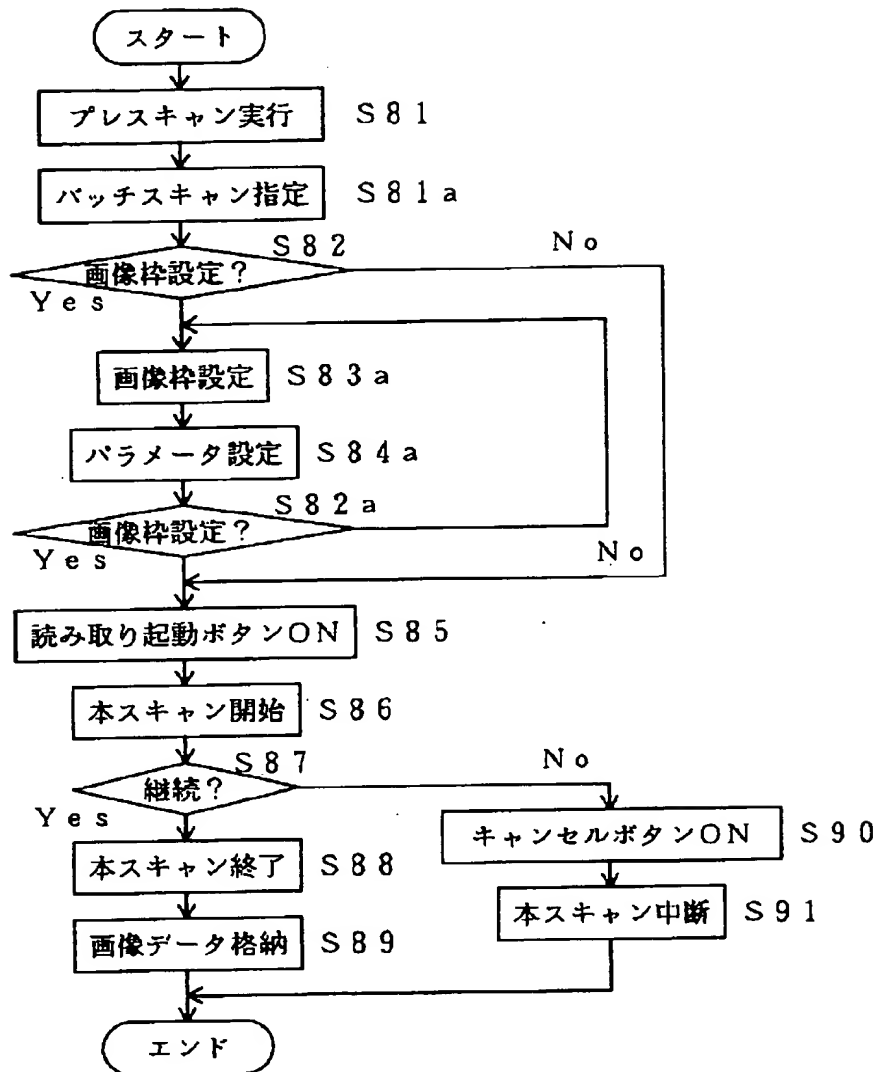 スタート
プレスキャン実行 S81
バッチスキャン指定 S81a
S82
No
画像枠設定?
Yes
画像枠設定 S83a
パラメータ設定 S84a
S82a
画像枠設定?
Yes
No
読み取り起動ボタンON S85
本スキャン開始 S86
S87
No
継続?
Yes
キャンセルボタンON S90
本スキャン終了 S88
本スキャン中断 S91
画像データ格納 S89
エンド